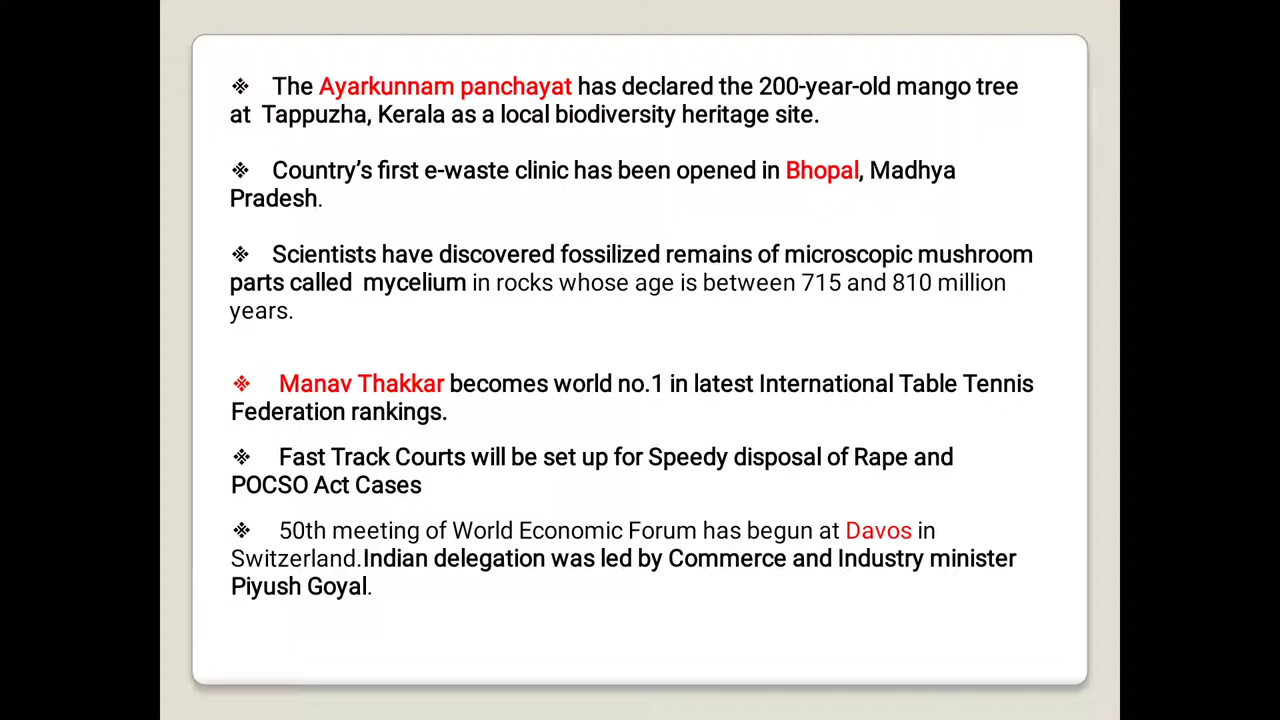 ❖ The Ayarkunnam panchayat has declared the 200-year-old mango tree
at Tappuzha, Kerala as a local biodiversity heritage site.
❖ Country’s first e-waste clinic has been opened in Bhopal, Madhya
Pradesh.
❖ Scientists have discovered fossilized remains of microscopic mushroom
parts called mycelium in rocks whose age is between 715 and 810 million
years.
❖ Manav Thakkar becomes world no.1 in latest International Table Tennis
Federation rankings.
❖ Fast Track Courts will be set up for Speedy disposal of Rape and
POCSO Act Cases
❖ 50th meeting of World Economic Forum has begun at Davos in
Switzerland.Indian delegation was led by Commerce and Industry minister
Piyush Goyal.